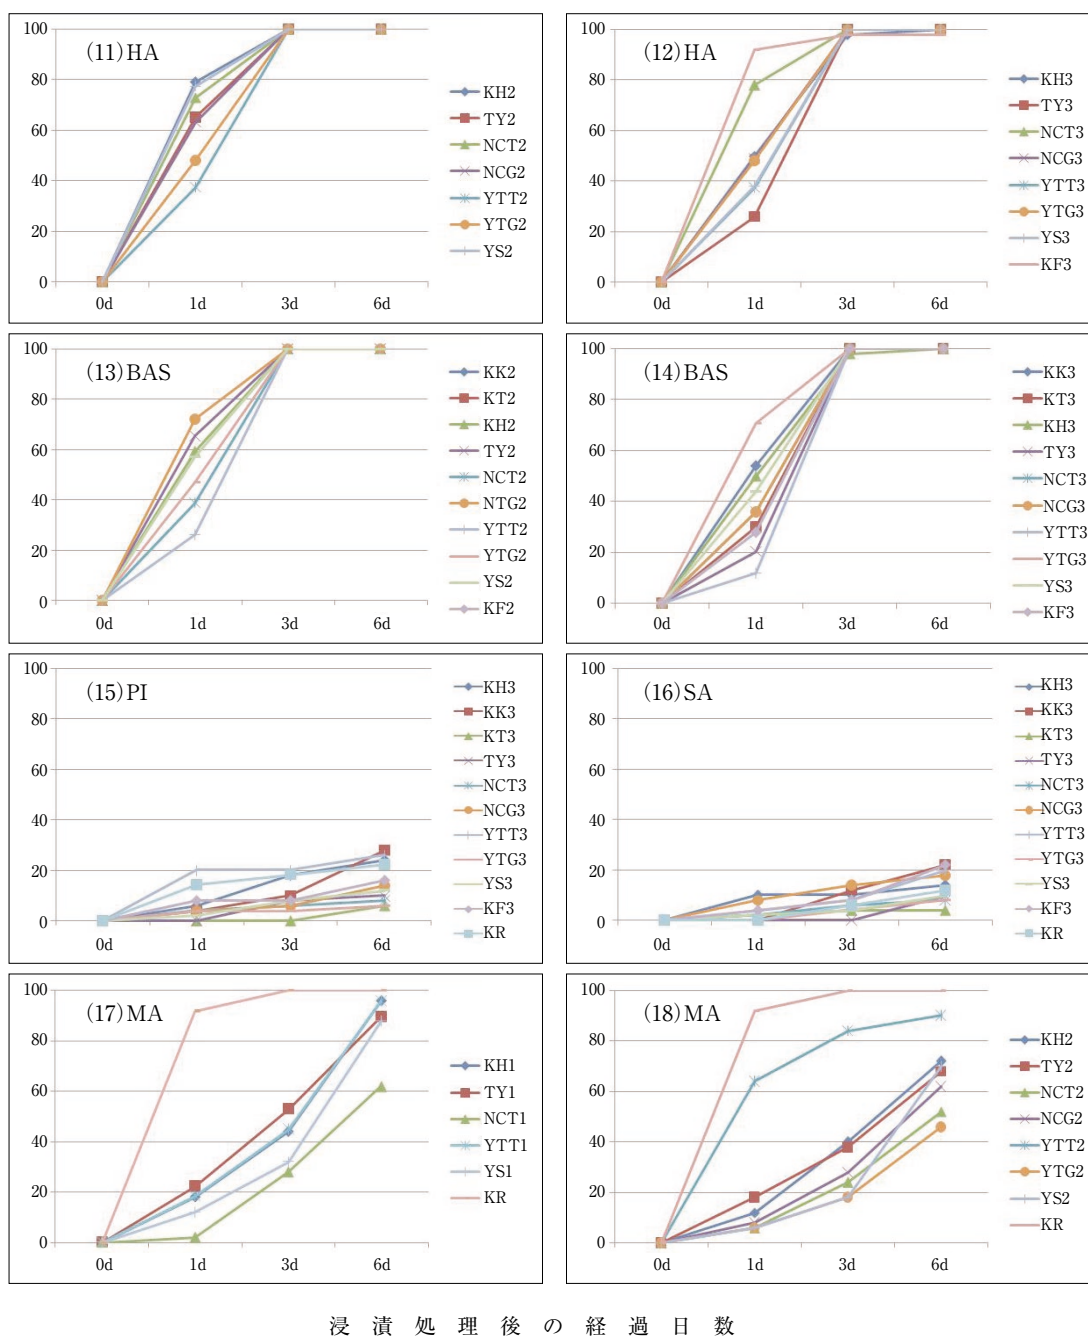 (11)HA
100
80
60
40
20
0
0d 1d 3d 6d
KH2
TY2
NCT2
NCG2
YTT2
YTG2
YS2
(12)HA
100
80
60
40
20
0
0d 1d 3d 6d
KH3
TY3
NCT3
NCG3
YTT3
YTG3
YS3
KF3
(13)BAS
100
80
60
40
20
0
0d 1d 3d 6d
KK2
KT2
KH2
TY2
NCT2
NTG2
YTT2
YTG2
YS2
KF2
(14)BAS
100
80
60
40
20
0
0d 1d 3d 6d
KK3
KT3
KH3
TY3
NCT3
NCG3
YTT3
YTG3
YS3
KF3
(15)PI
100
80
60
40
20
0
0d 1d 3d 6d
KH3
KK3
KT3
TY3
NCT3
NCG3
YTT3
YTG3
YS3
KF3
KR
(16)SA
100
80
60
40
20
0
0d 1d 3d 6d
KH3
KK3
KT3
TY3
NCT3
NCG3
YTT3
YTG3
YS3
KF3
KR
(17)MA
100
80
60
40
20
0
0d 1d 3d 6d
KH1
TY1
NCT1
YTT1
YS1
KR
(18)MA
100
80
60
40
20
0
0d 1d 3d 6d
KH2
TY2
NCT2
NCG2
YTT2
YTG2
YS2
KR
浸漬処理後の経過日数